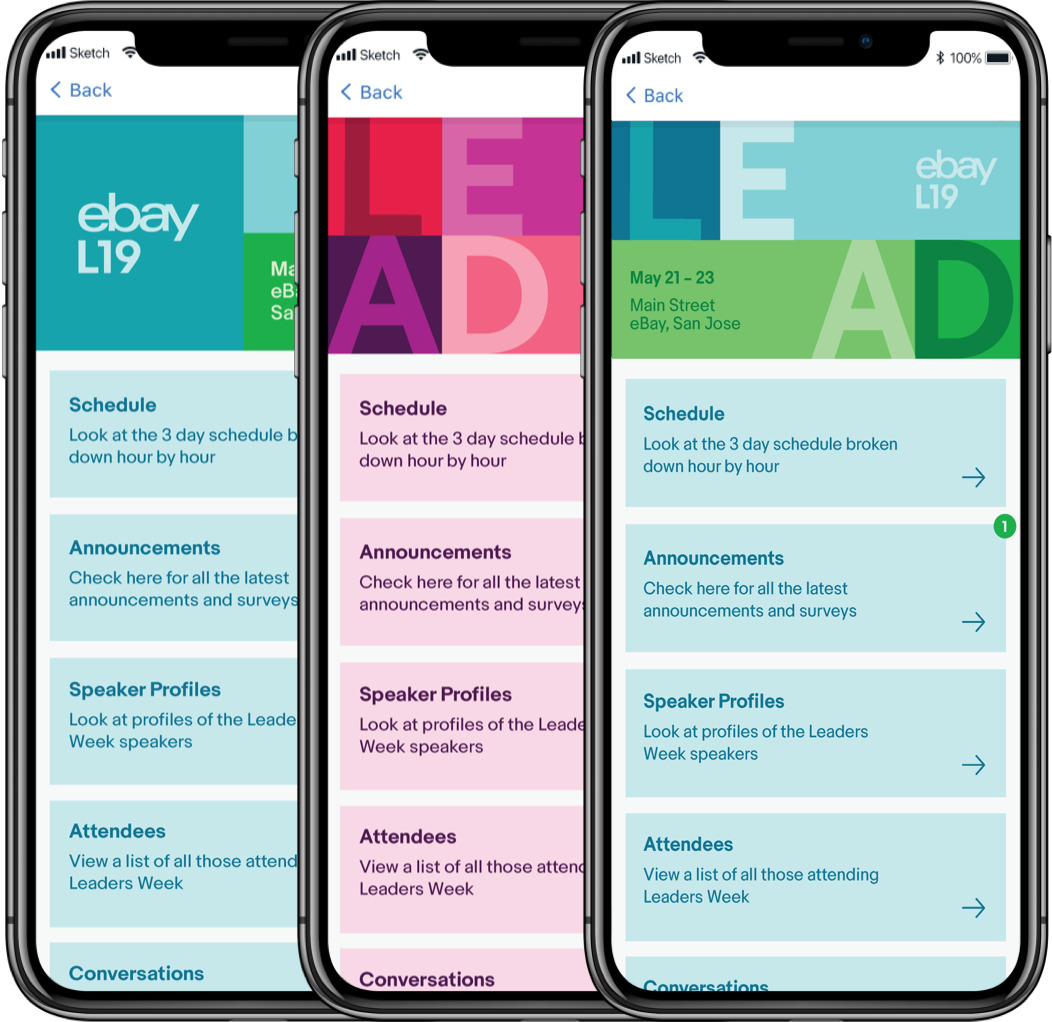 Sketch
Back
ebay
L19
Ma
eB
Sa
Schedule
Look at the 3 day schedule b
down hour by hour
Announcements
Check here for all the latest
announcements and surveys
Speaker Profiles
Look at profiles of the Leade
Week speakers
Attendees
View a list of all those attend
Leaders Week
Conversations
Sketch
Back
LE
AD
Schedule
Look at the 3 day schedule b
down hour by hour
Announcements
Check here for all the latest
announcements and surveys
Speaker Profiles
Look at profiles of the Leade
Week speakers
Attendees
View a list of all those attend
Leaders Week
Conversations
Sketch 100%
Back
LE
ebay
L19
AD
May 21 – 23
Main Street
eBay, San Jose
Schedule
Look at the 3 day schedule broken
down hour by hour
1
Announcements
Check here for all the latest
announcements and surveys
Speaker Profiles
Look at profiles of the Leaders
Week speakers
Attendees
View a list of all those attending
Leaders Week
Conversations